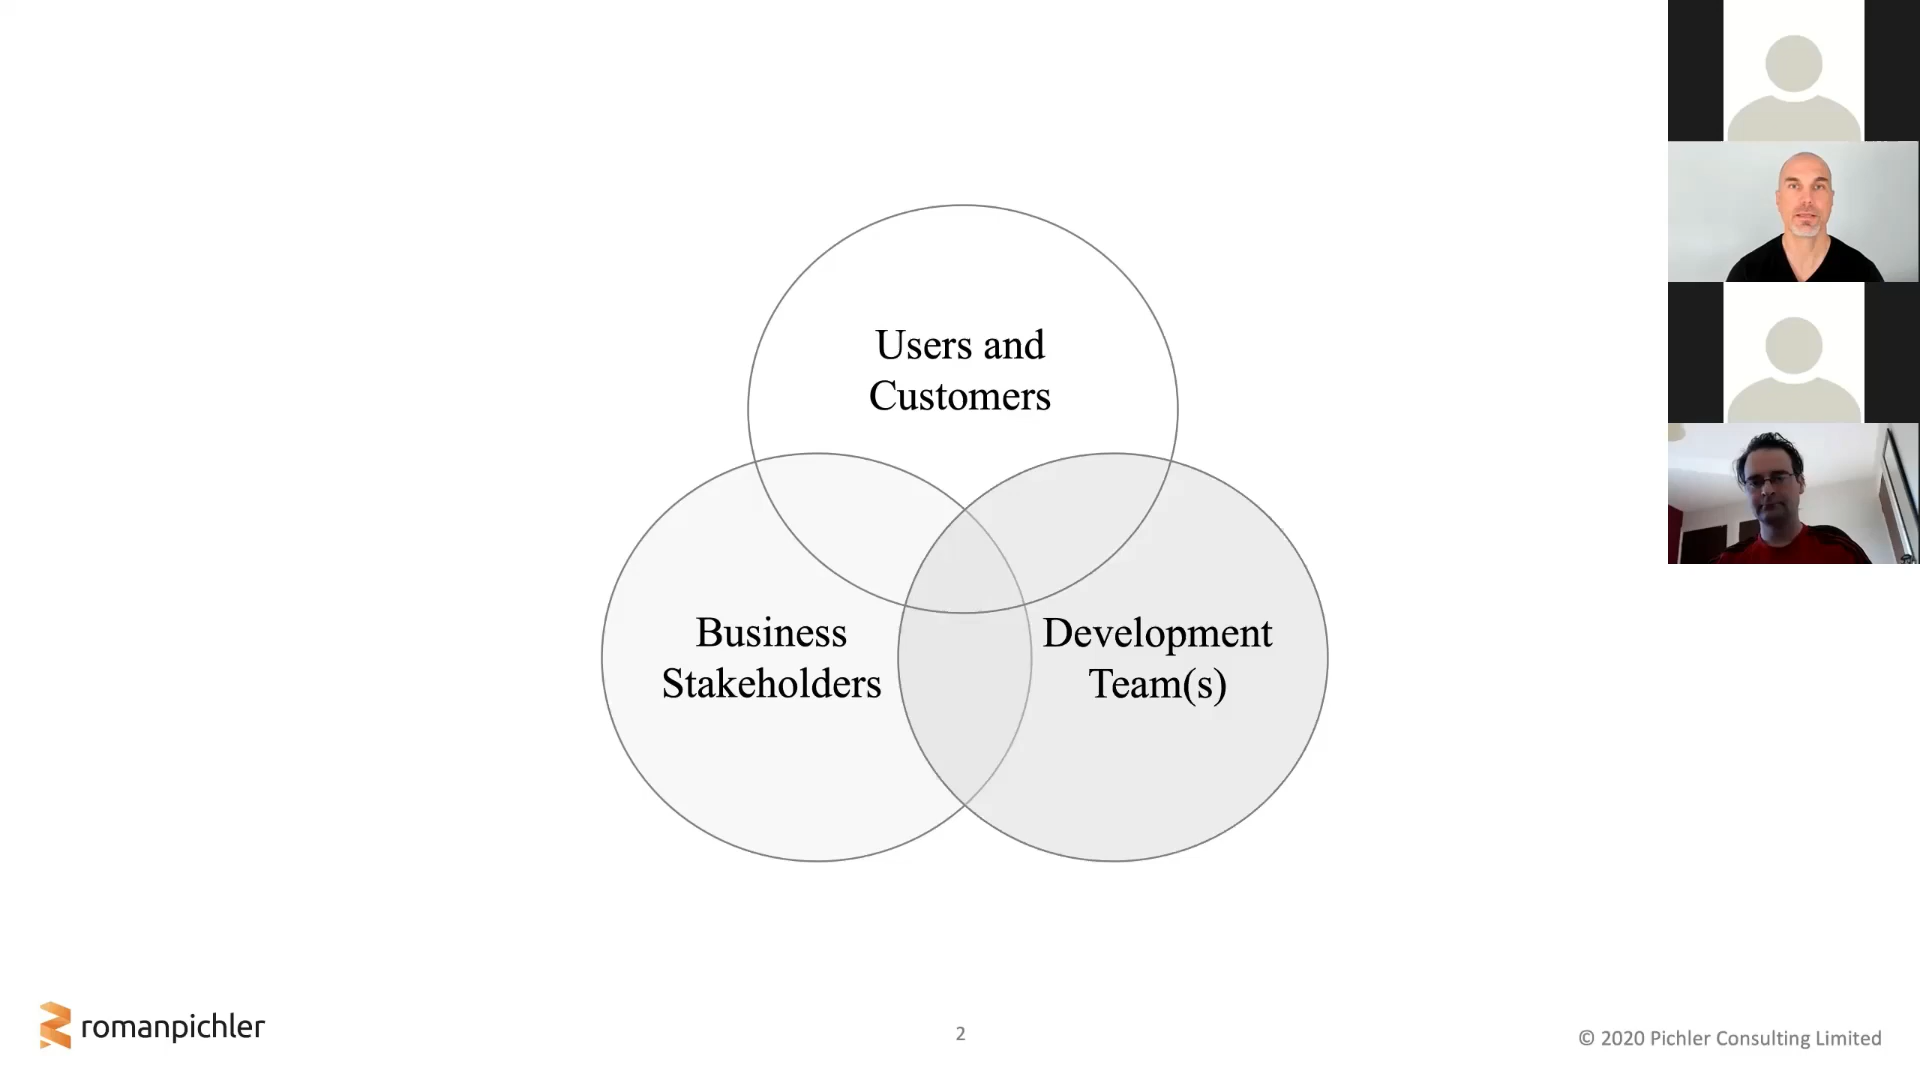 Users and
Customers
Business
Stakeholders
Development
Team(s)
romanpichler
2
© 2020 Pichler Consulting Limited